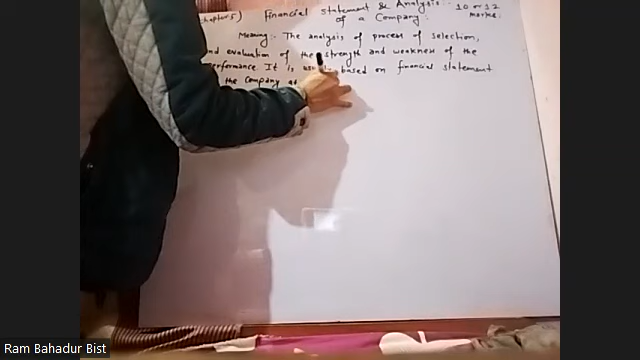 Chapter 5) Financial Statement & Analysis:- 10 or 12
of a Company. marks.
Meaning:- The analysis of process of selection,
and evaluation of the strength and weakness of the
performance. It is based on financial statement
the company
Ram Bahadur Bist